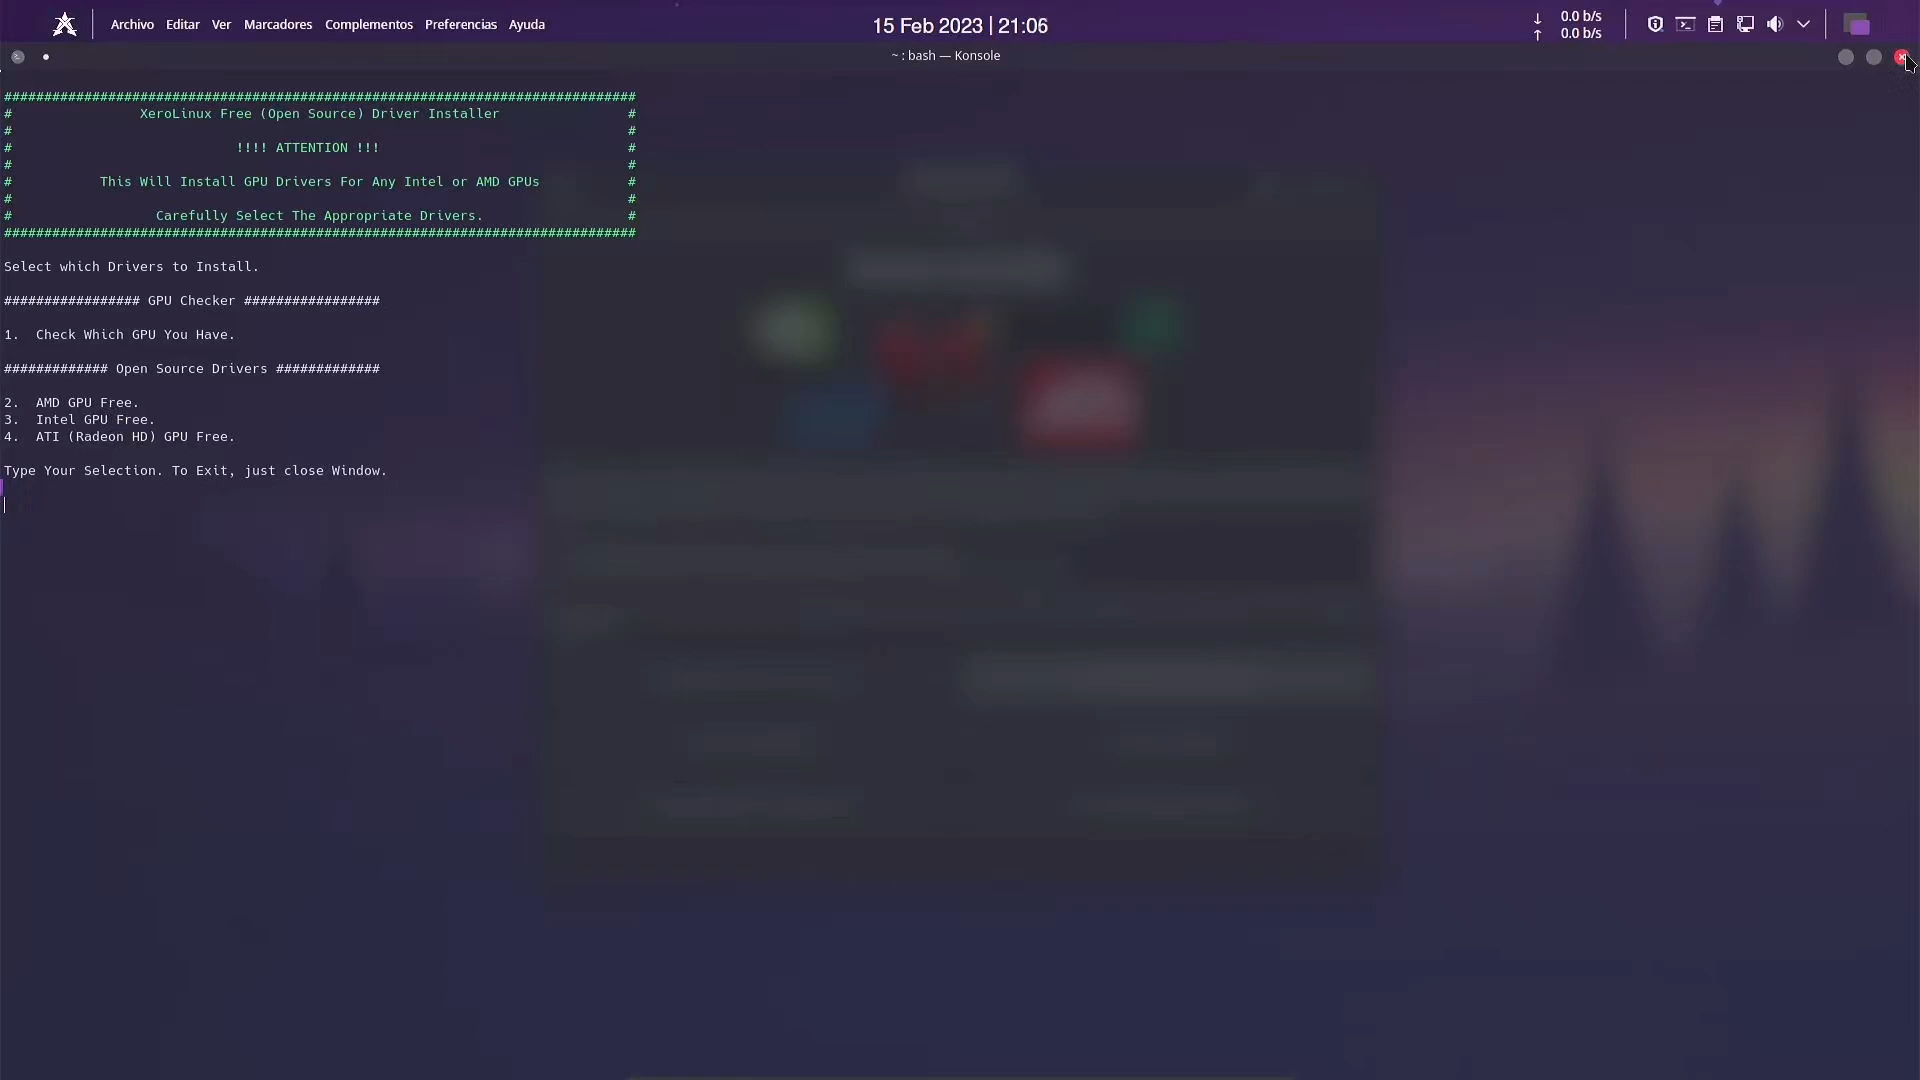 Archivo Editar Ver Marcadores Complementos Preferencias Ayuda
15 Feb 2023 | 21:06
↓ 0.0 b/s
↑ 0.0 b/s
~ : bash — Konsole
###############################################################################
# XeroLinux Free (Open Source) Driver Installer #
# #
# !!!! ATTENTION !!! #
# #
# This Will Install GPU Drivers For Any Intel or AMD GPUs #
# #
# Carefully Select The Appropriate Drivers. #
###############################################################################
Select which Drivers to Install.
################# GPU Checker #################
1. Check Which GPU You Have.
############# Open Source Drivers #############
2. AMD GPU Free.
3. Intel GPU Free.
4. ATI (Radeon HD) GPU Free.
Type Your Selection. To Exit, just close Window.